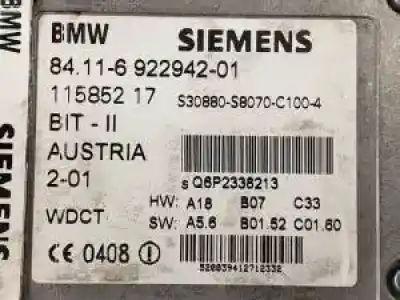 BMW SIEMENS
84.11-6 922942-01
115852 17 S30880-S8070-C100-4
BIT - II
AUSTRIA
2-01 s Q6P2338213
HW: A18 B07 C33
WDCT SW: A5.6 B01.52 C01.60
CE 0408
520039412712332
BMW
SIEMENS